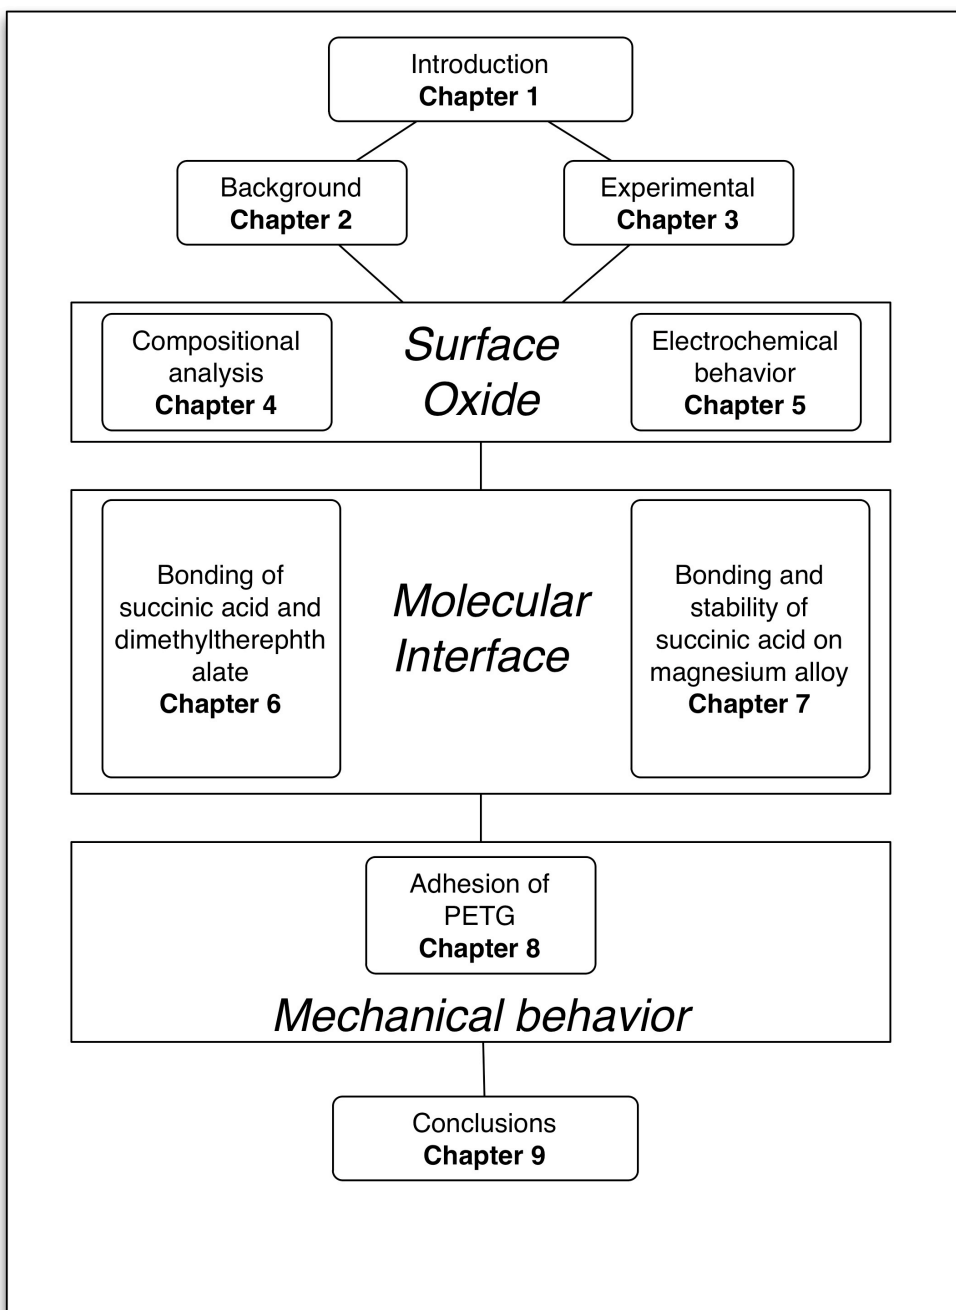 Introduction
Chapter 1
Background
Chapter 2
Experimental
Chapter 3
Compositional
analysis
Chapter 4
Surface
Oxide
Electrochemical
behavior
Chapter 5
Bonding of
succinic acid and
dimethyltherephth
alate
Chapter 6
Molecular
Interface
Bonding and
stability of
succinic acid on
magnesium alloy
Chapter 7
Adhesion of
PETG
Chapter 8
Mechanical behavior
Conclusions
Chapter 9